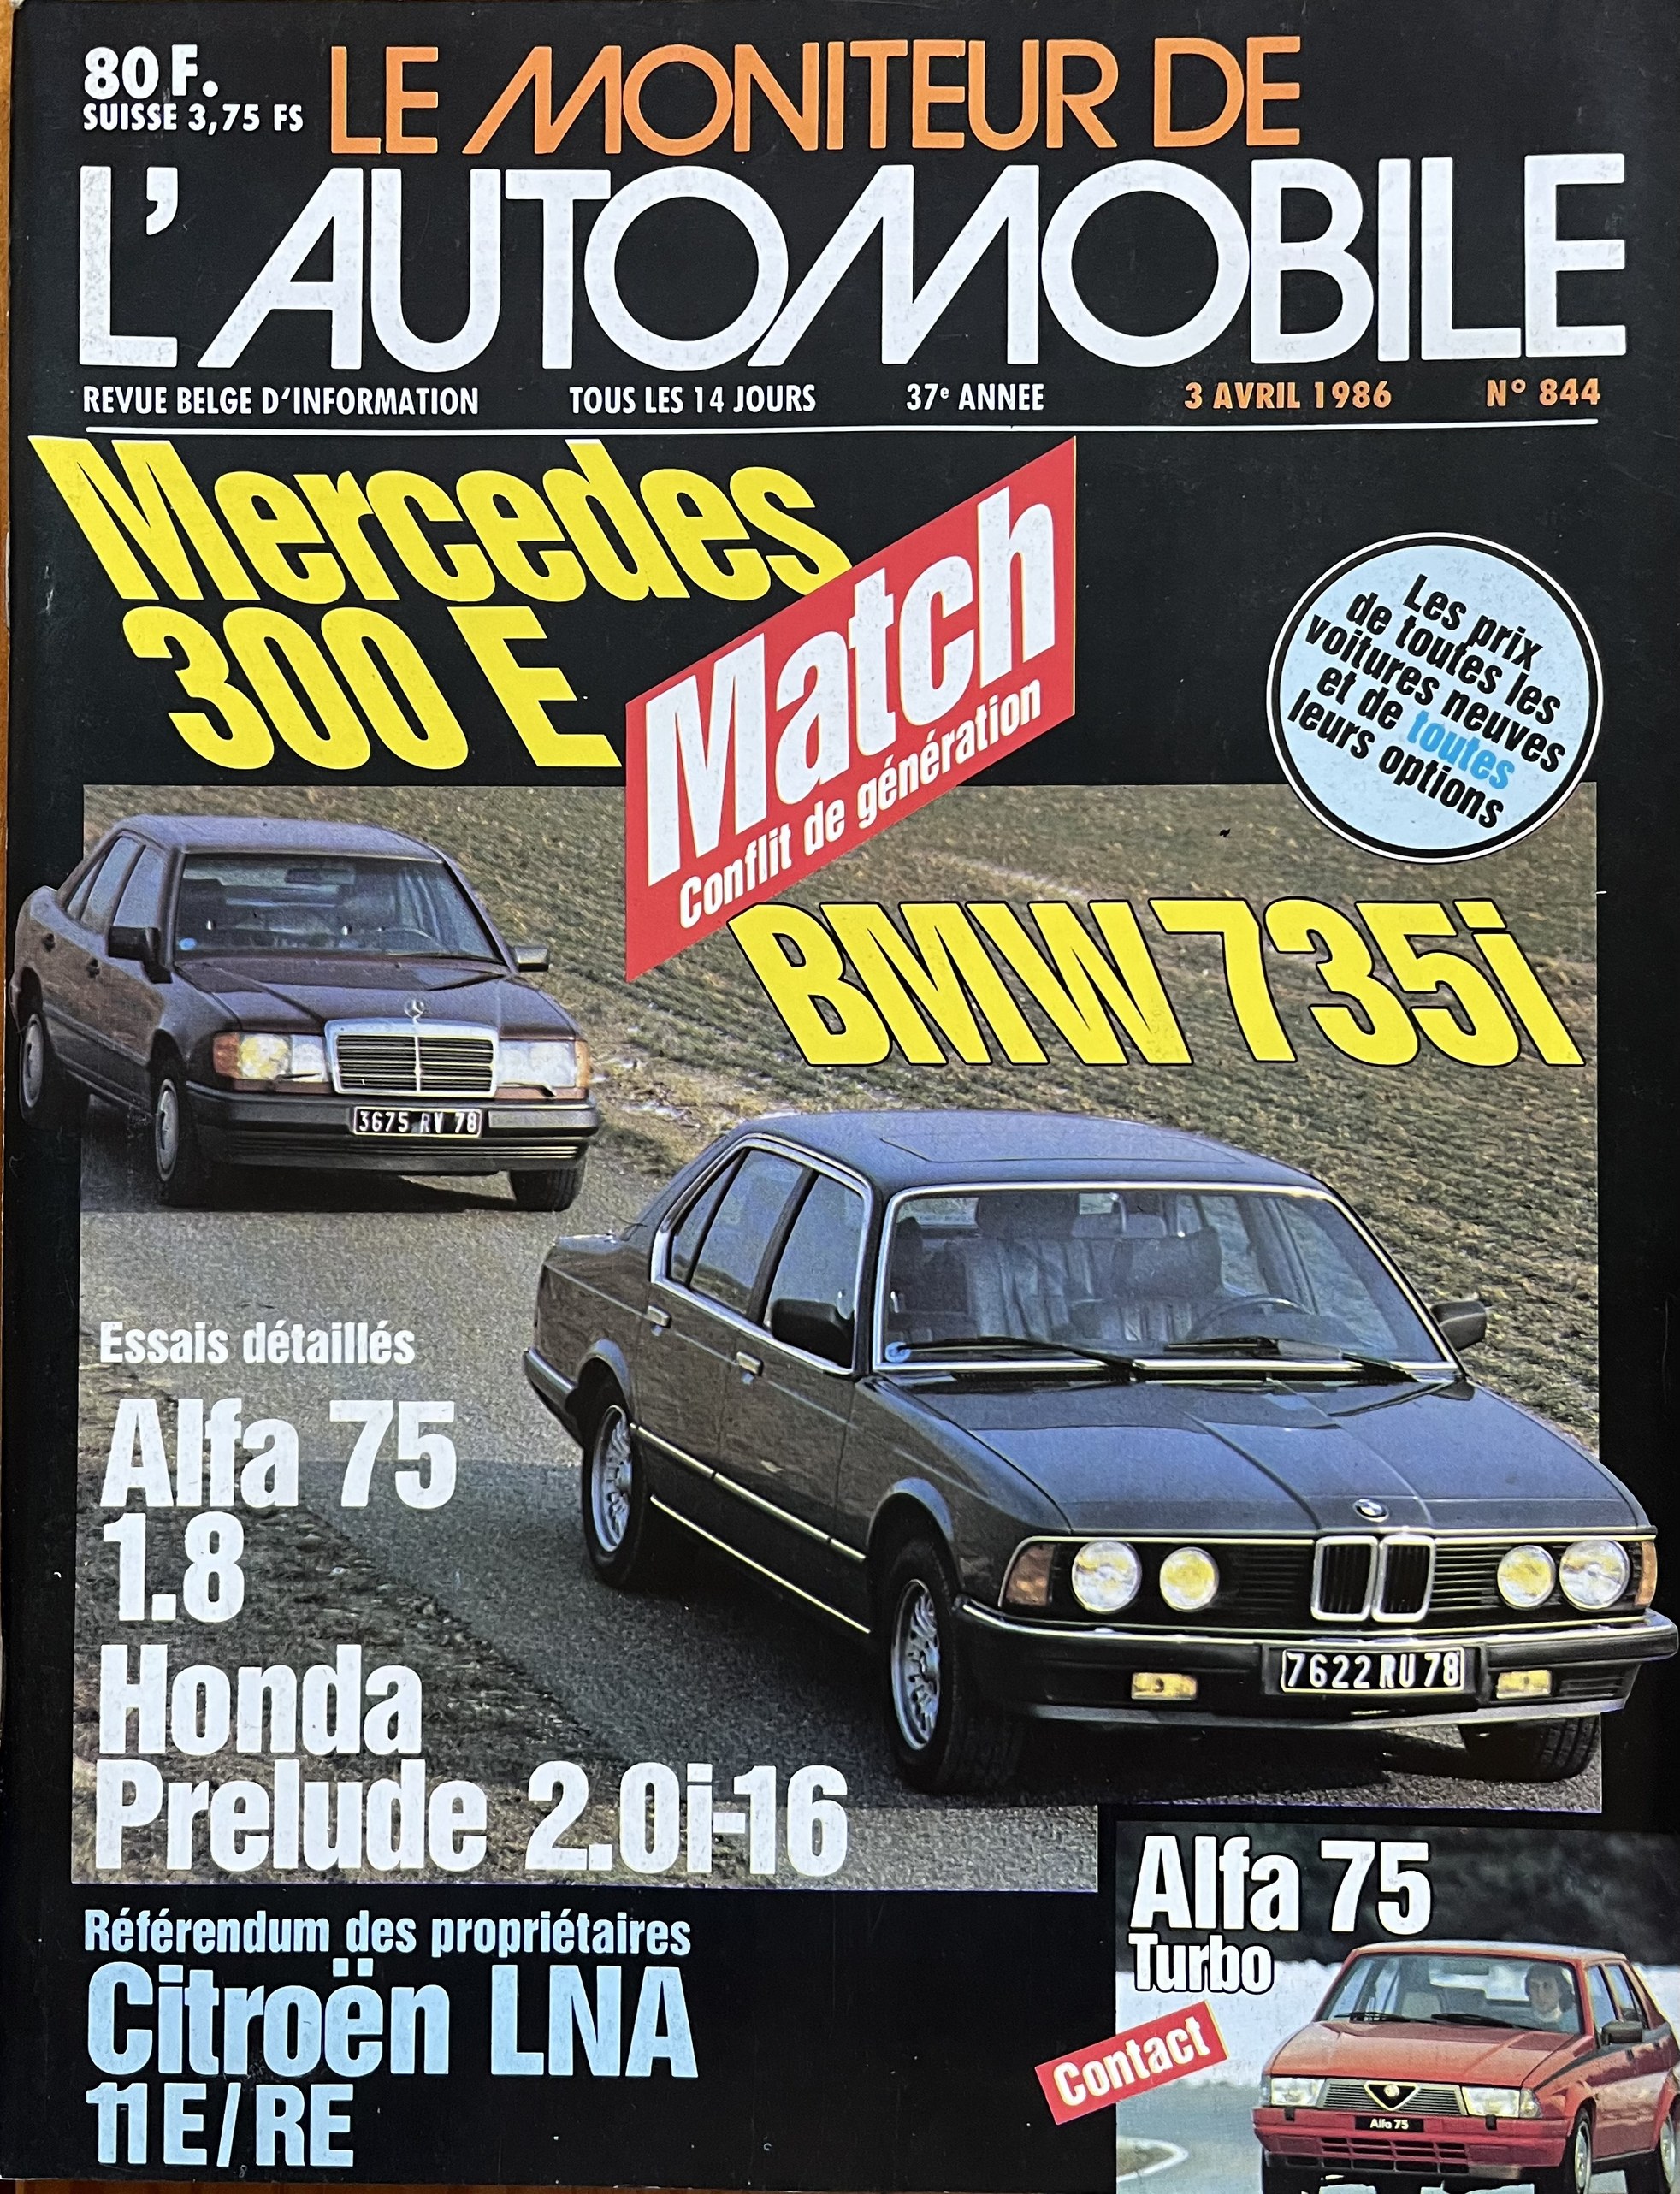 80 F.
SUISSE 3,75 FS
LE MONITEUR DE
L'AUTOMOBILE
REVUE BELGE D'INFORMATION TOUS LES 14 JOURS 37e ANNEE 3 AVRIL 1986 N° 844
Mercedes
300 E
Match
Conflit de génération
Les prix
de toutes les
voitures neuves
et de toutes
leurs options
BMW 735i
3675 RV 78
7622 RU 78
Essais détaillés
Alfa 75
1.8
Honda
Prelude 2.0i-16
Référendum des propriétaires
Citroën LNA
11 E/RE
Alfa 75
Turbo
Contact
Alfa 75